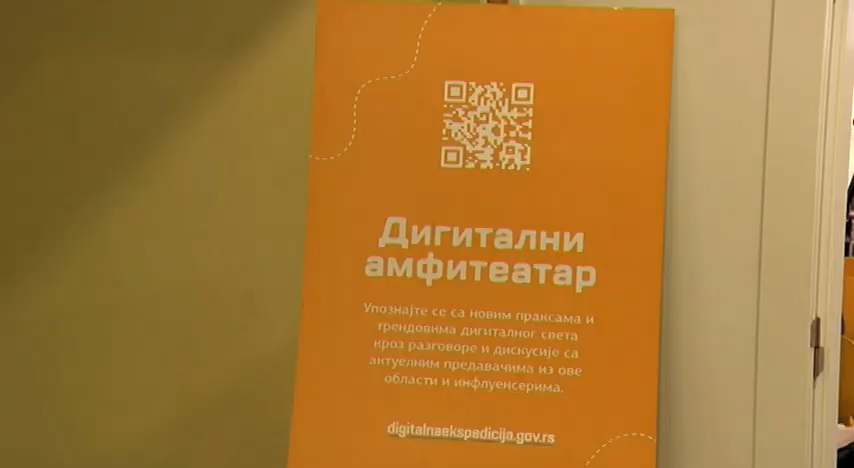 Дигитални
амфитеатар
Упознајте се са новим праксама и
трендовима дигиталног света
кроз разговоре и дискусије са
актуелним предавачима из ове
области и инфлуенсерима.
digitalnaekspedicija.gov.rs